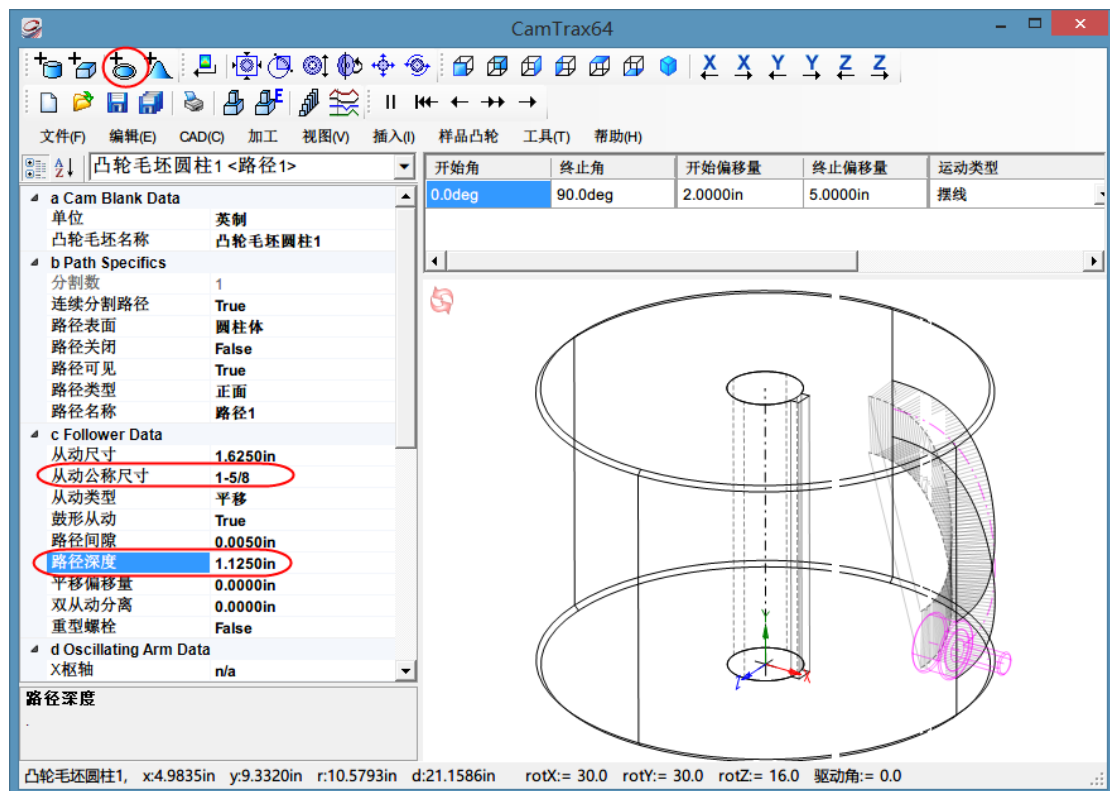 CamTrax64
X X Y Y Z Z
E
文件(F) 编辑(E) CAD(C) 加工 视图(V) 插入(I) 样品凸轮 工具(T) 帮助(H)
A Z 凸轮毛坯圆柱1 <路径1>
开始角 终止角 开始偏移量 终止偏移量 运动类型
0.0deg 90.0deg 2.0000in 5.0000in 摆线
a Cam Blank Data
单位 英制
凸轮毛坯名称 凸轮毛坯圆柱1
b Path Specifics
分割数 1
连续分割路径 True
路径表面 圆柱体
路径关闭 False
路径可见 True
路径类型 正面
路径名称 路径1
c Follower Data
从动尺寸 1.6250in
从动公称尺寸 1-5/8
从动类型 平移
鼓形从动 True
路径间隙 0.0050in
路径深度 1.1250in
平移偏移量 0.0000in
双从动分离 0.0000in
重型螺栓 False
d Oscillating Arm Data
X枢轴 n/a
路径深度
.
Y
Z X
凸轮毛坯圆柱1, x:4.9835in y:9.3320in r:10.5793in d:21.1586in rotX:= 30.0 rotY:= 30.0 rotZ:= 16.0 驱动角:= 0.0